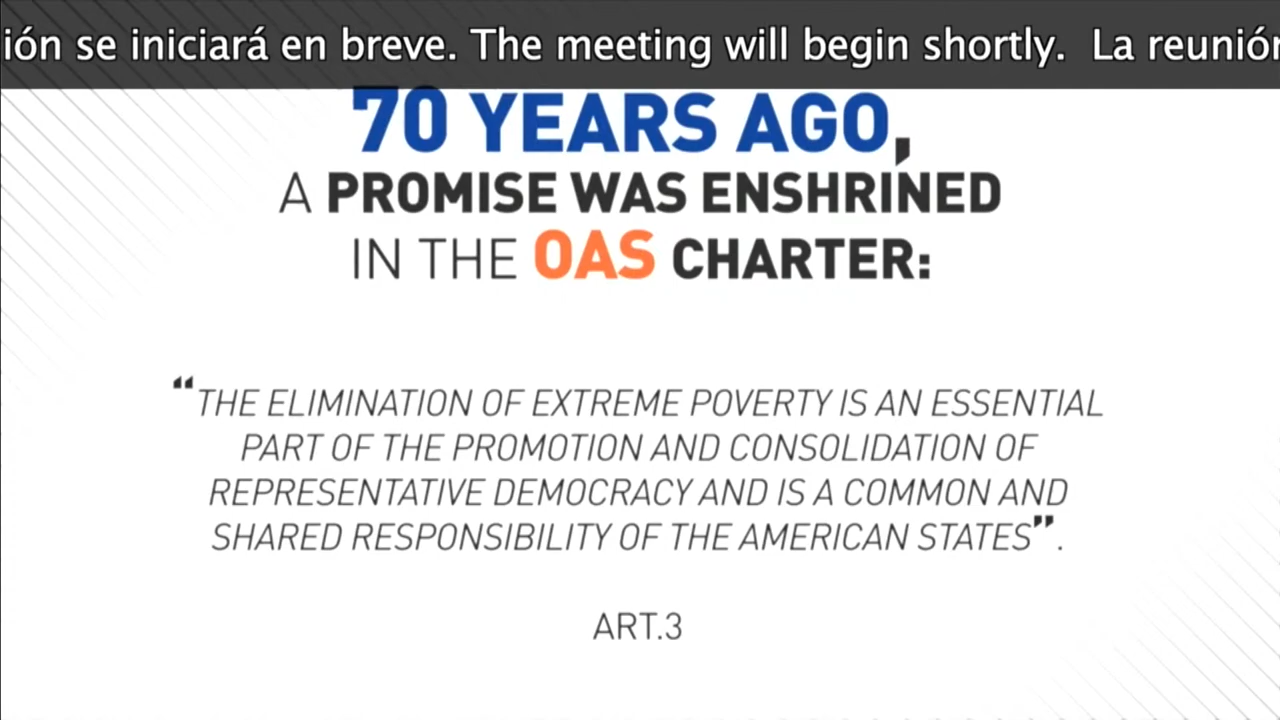 ión se iniciará en breve. The meeting will begin shortly. La reunión
70 YEARS AGO,
A PROMISE WAS ENSHRINED
IN THE OAS CHARTER:
“THE ELIMINATION OF EXTREME POVERTY IS AN ESSENTIAL
PART OF THE PROMOTION AND CONSOLIDATION OF
REPRESENTATIVE DEMOCRACY AND IS A COMMON AND
SHARED RESPONSIBILITY OF THE AMERICAN STATES”.
ART.3